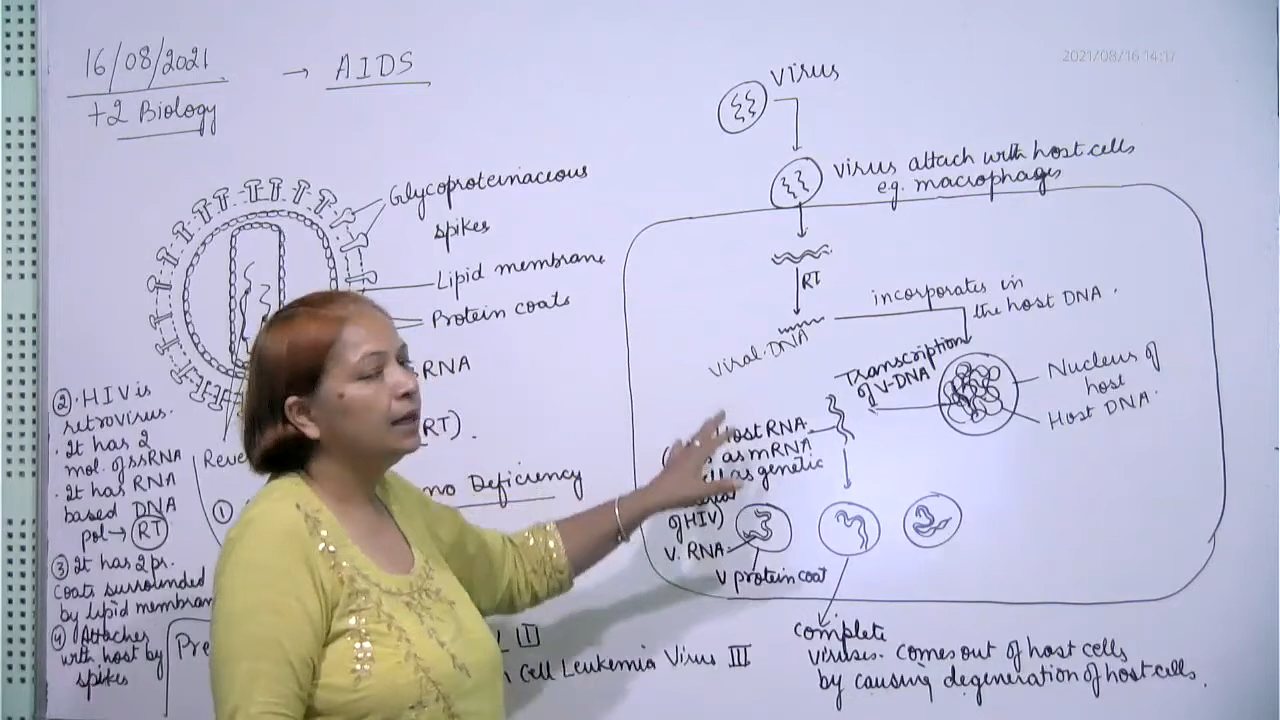 16/08/2021
+2 Biology
→ AIDS
2021/08/16 14:17
Glycoproteinaceous
spikes
Lipid membrane
Protein coats
RNA
(RT).
Reve
①
no Deficiency
② · HIV is
retrovirus.
· It has 2
mol. of ssRNA
· It has RNA
based DNA
pol → RT
③ It has 2 pr.
coats surrounded
by lipid membran
④ Attaches
with host by
spikes
Pre
I
Cell Leukemia Virus III
Virus
Virus attach with host cells
e.g. macrophages
RT
Viral DNA
incorporates in
the host DNA.
Transcription
of V-DNA
Nucleus of
host
Host DNA.
Host RNA
as mRNA
as genetic
of HIV)
V. RNA
V protein coat
complete
viruses. comes out of host cells
by causing degeneration of host cells.